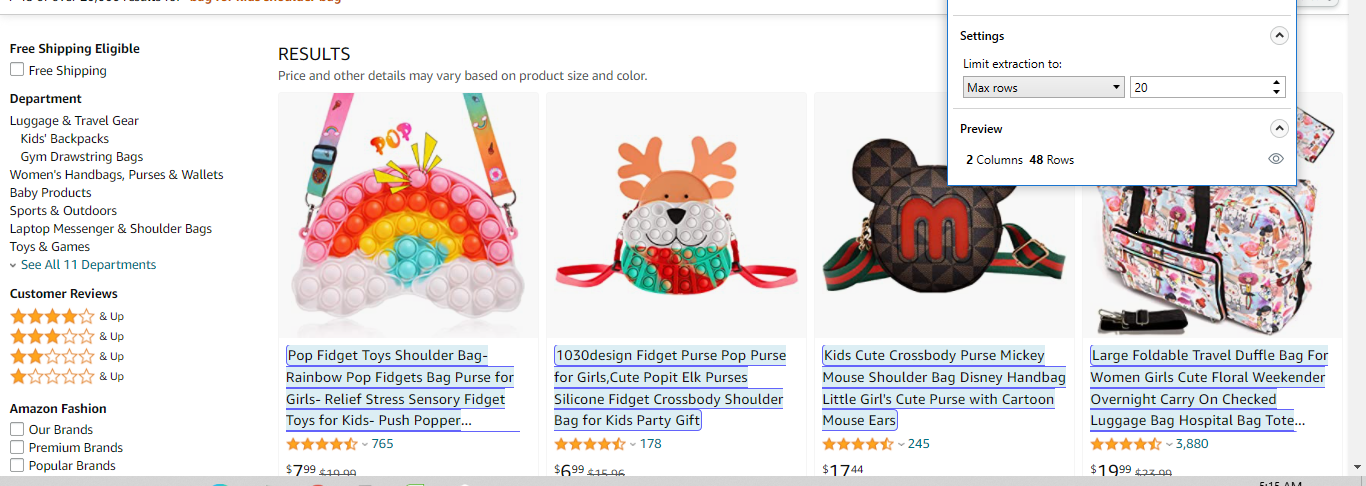 bag for kids shoulder bag
Free Shipping Eligible
Free Shipping
Department
Luggage & Travel Gear
Kids' Backpacks
Gym Drawstring Bags
Women's Handbags, Purses & Wallets
Baby Products
Sports & Outdoors
Laptop Messenger & Shoulder Bags
Toys & Games
See All 11 Departments
Customer Reviews
& Up
& Up
& Up
& Up
Amazon Fashion
Our Brands
Premium Brands
Popular Brands
RESULTS
Price and other details may vary based on product size and color.
POP
Pop Fidget Toys Shoulder Bag-
Rainbow Pop Fidgets Bag Purse for
Girls- Relief Stress Sensory Fidget
Toys for Kids- Push Popper...
765
$7.99 $19.99
1030design Fidget Purse Pop Purse
for Girls,Cute Popit Elk Purses
Silicone Fidget Crossbody Shoulder
Bag for Kids Party Gift
178
$6.99 $15.96
m
Kids Cute Crossbody Purse Mickey
Mouse Shoulder Bag Disney Handbag
Little Girl's Cute Purse with Cartoon
Mouse Ears
245
$17.44
Large Foldable Travel Duffle Bag For
Women Girls Cute Floral Weekender
Overnight Carry On Checked
Luggage Bag Hospital Bag Tote...
3,880
$19.99 $23.99
Settings
Limit extraction to:
Max rows
20
Preview
2 Columns 48 Rows
5:15 AM